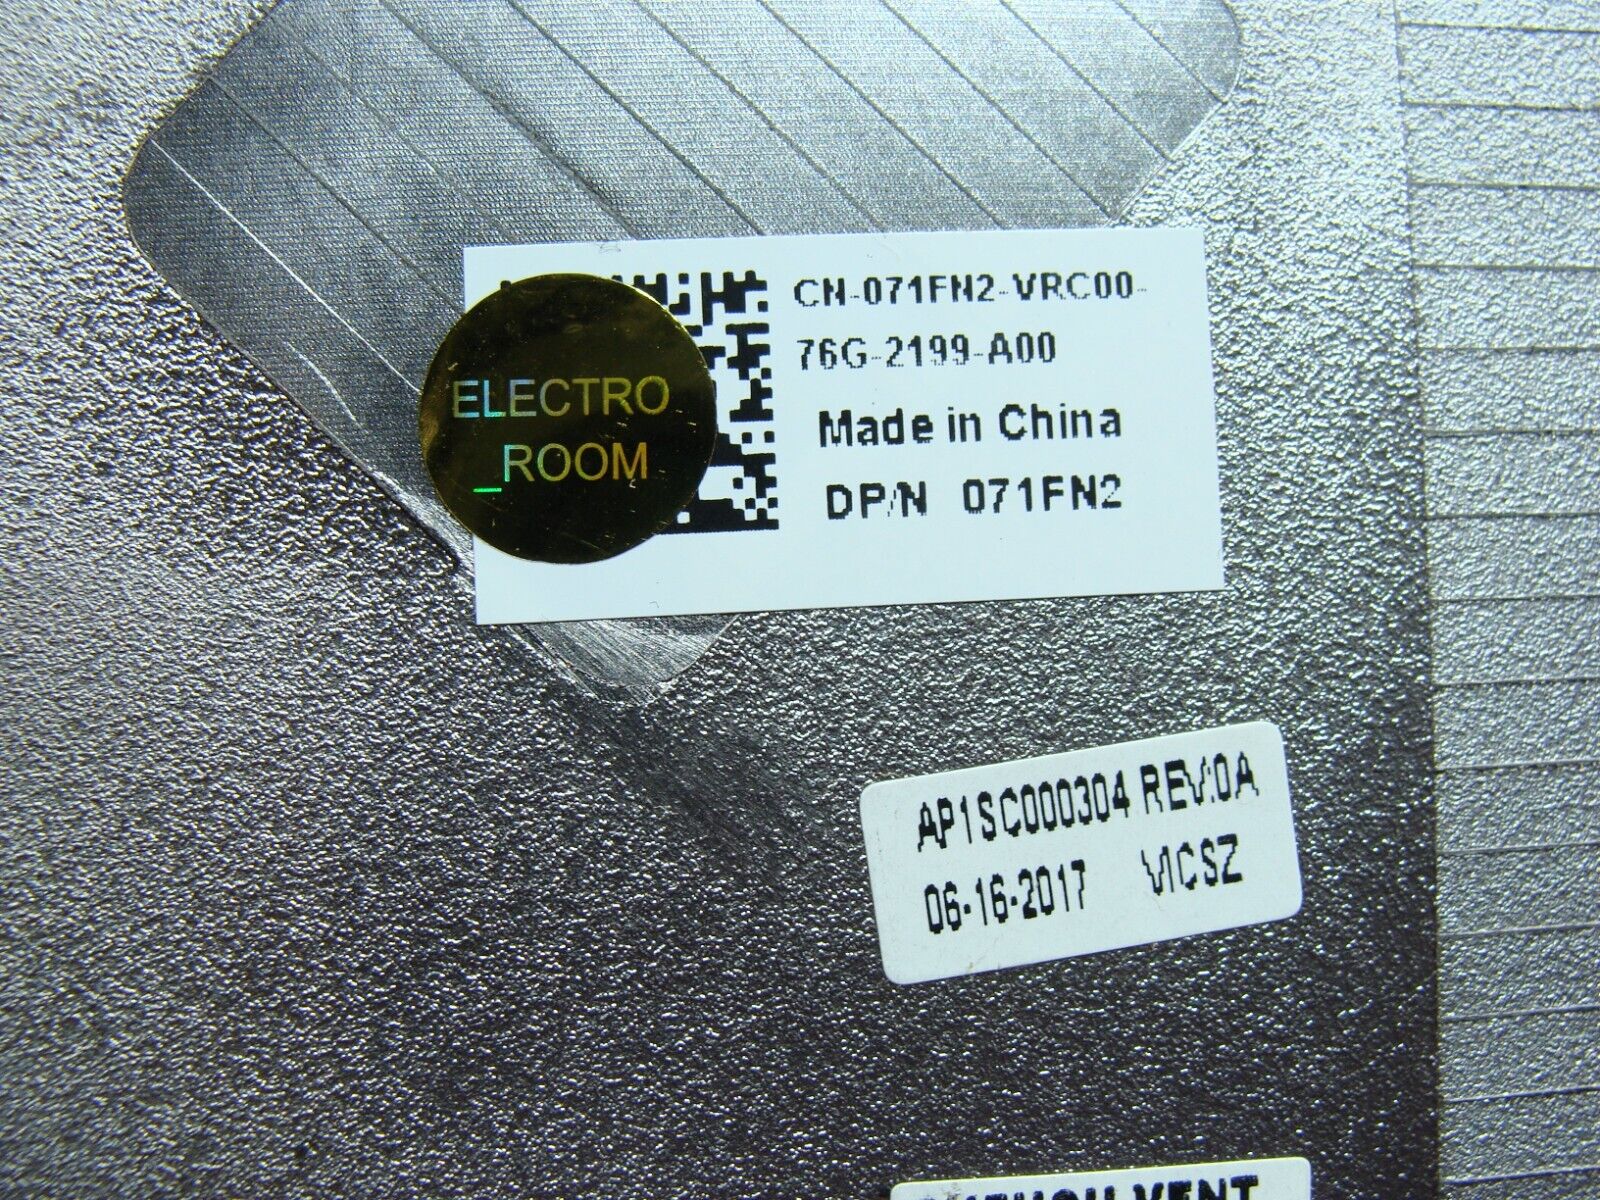 CN-071FN2-VRC00-
76G-2199-A00
Made in China
DP/N 071FN2
ELECTRO
_ROOM
AP1SC000304 REV:0A
06-16-2017 VICSZ
VENT